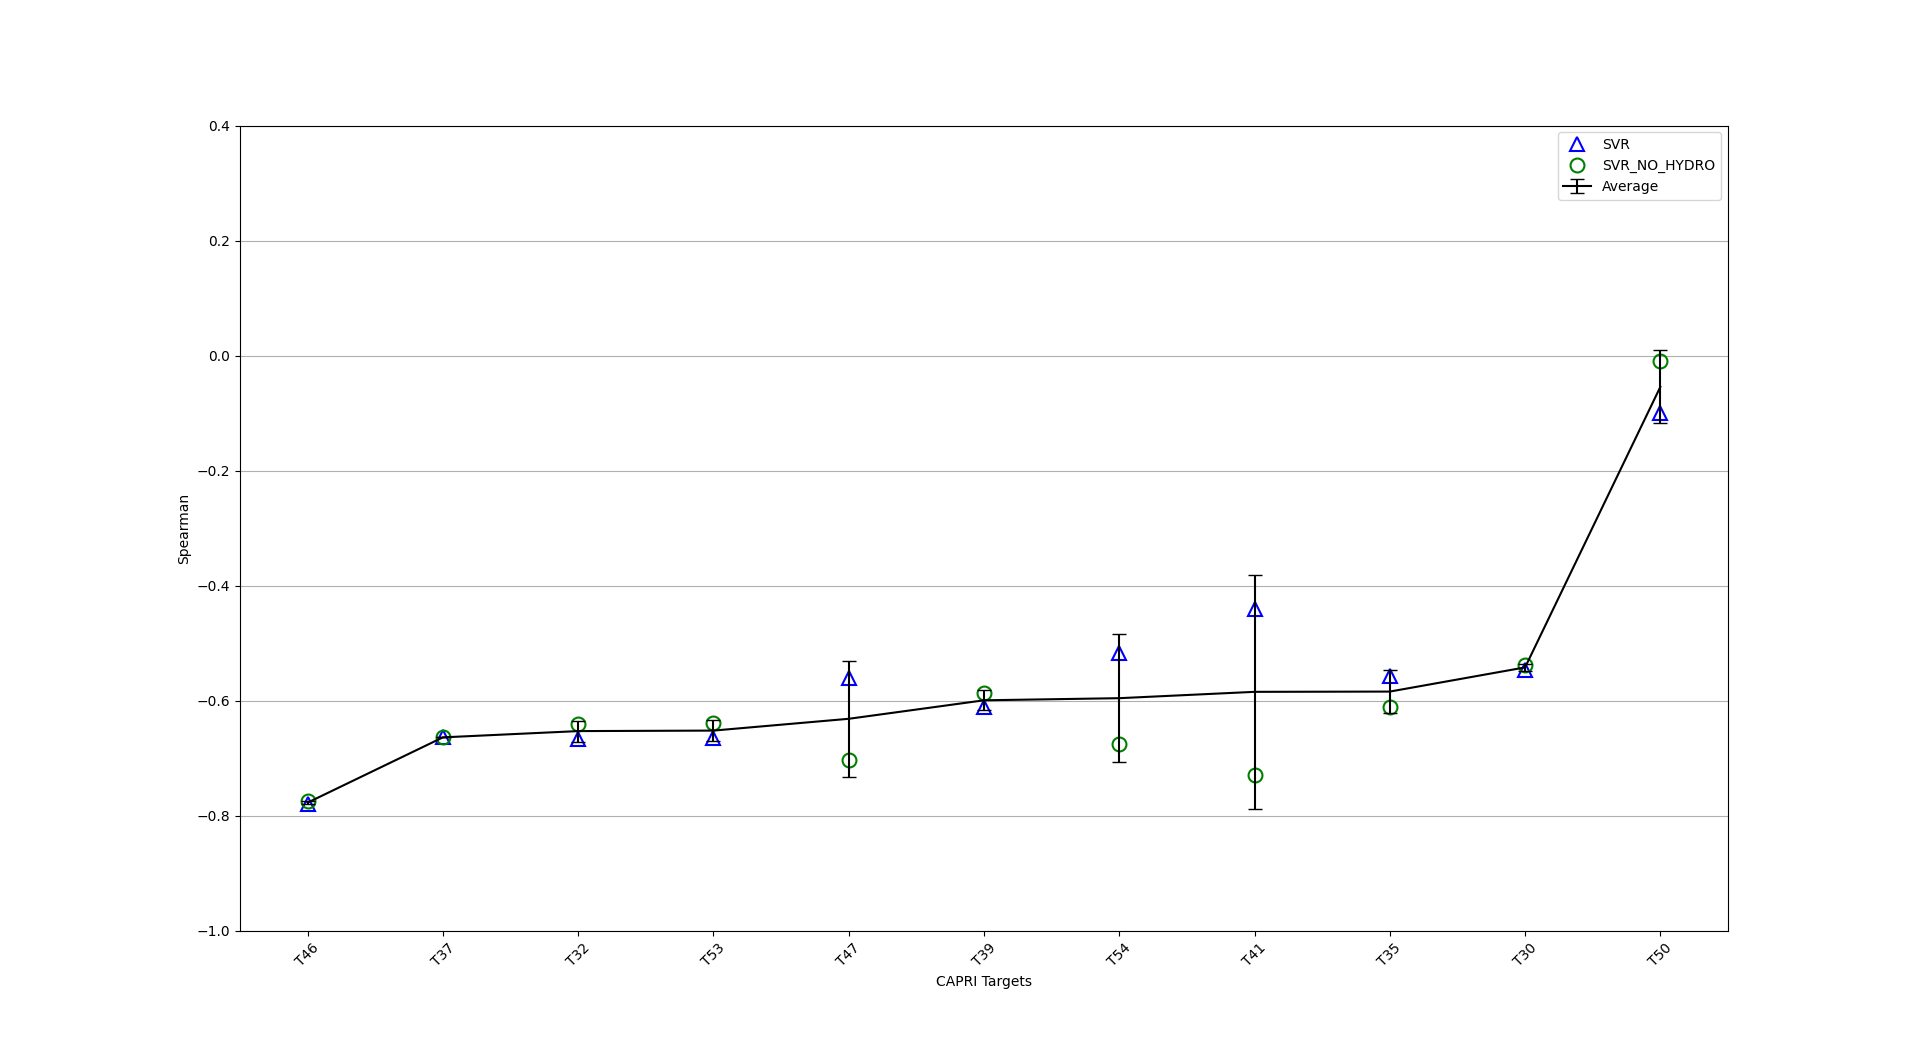 SVR
SVR_NO_HYDRO
Average
0.4
0.2
0.0
−0.2
−0.4
−0.6
−0.8
−1.0
Spearman
T46 T37 T32 T53 T47 T39 T54 T41 T35 T30 T50
CAPRI Targets